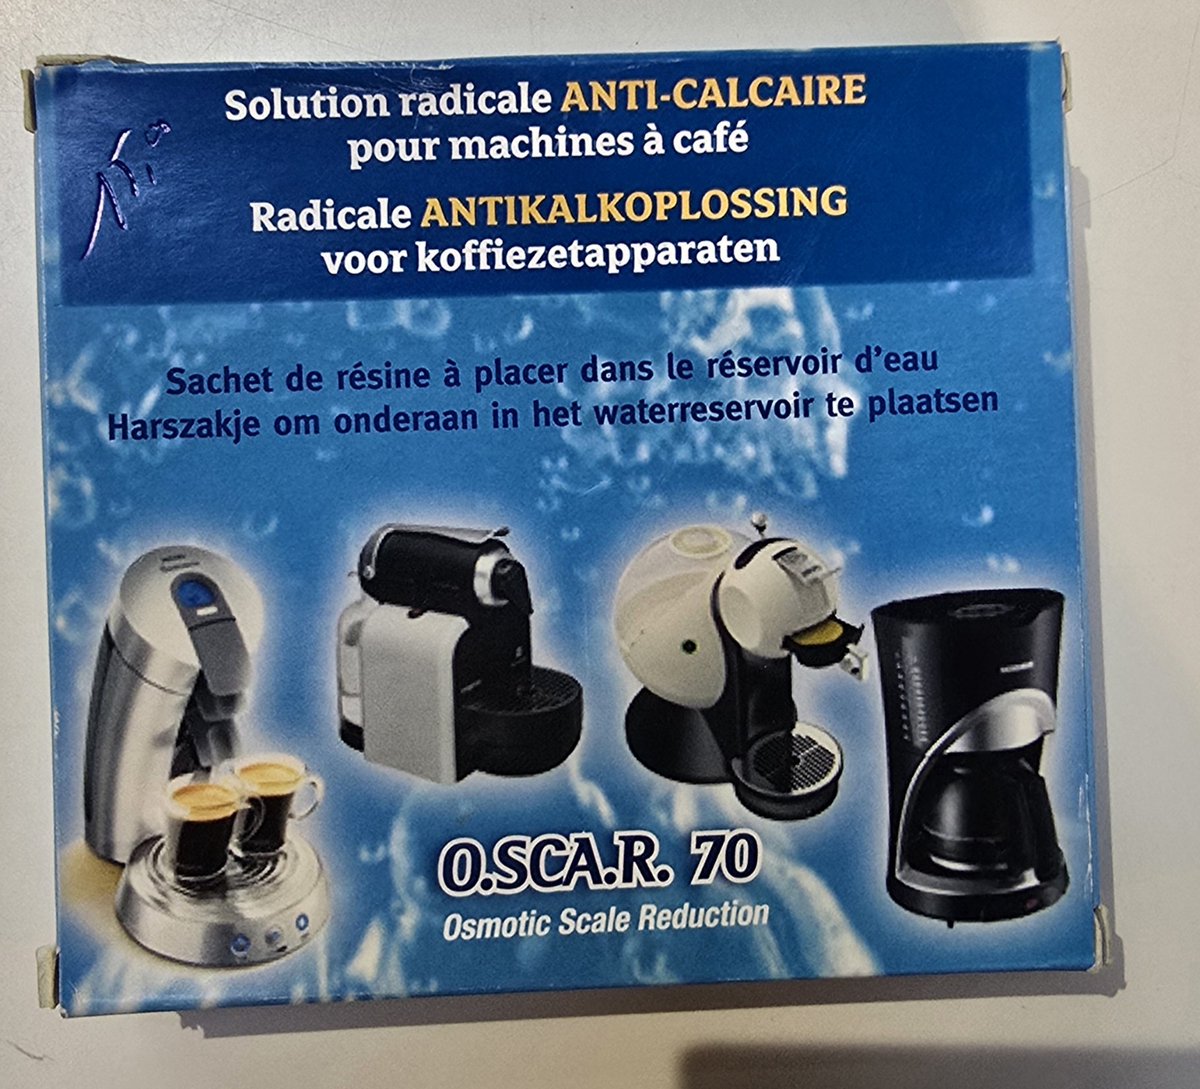 Solution radicale ANTI-CALCAIRE
pour machines à café
Radicale ANTIKALKOPLOSSING
voor koffiezetapparaten
Sachet de résine à placer dans le réservoir d'eau
Harszakje om onderaan in het waterreservoir te plaatsen
O.SCA.R. 70
Osmotic Scale Reduction